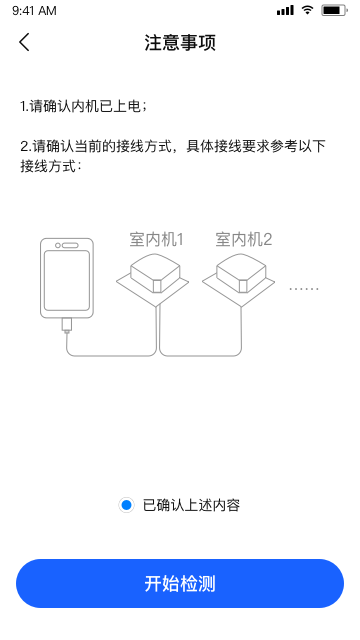 9:41 AM
注意事项
1.请确认内机已上电；
2.请确认当前的接线方式，具体接线要求参考以下
接线方式：
室内机1 室内机2
......
已确认上述内容
开始检测